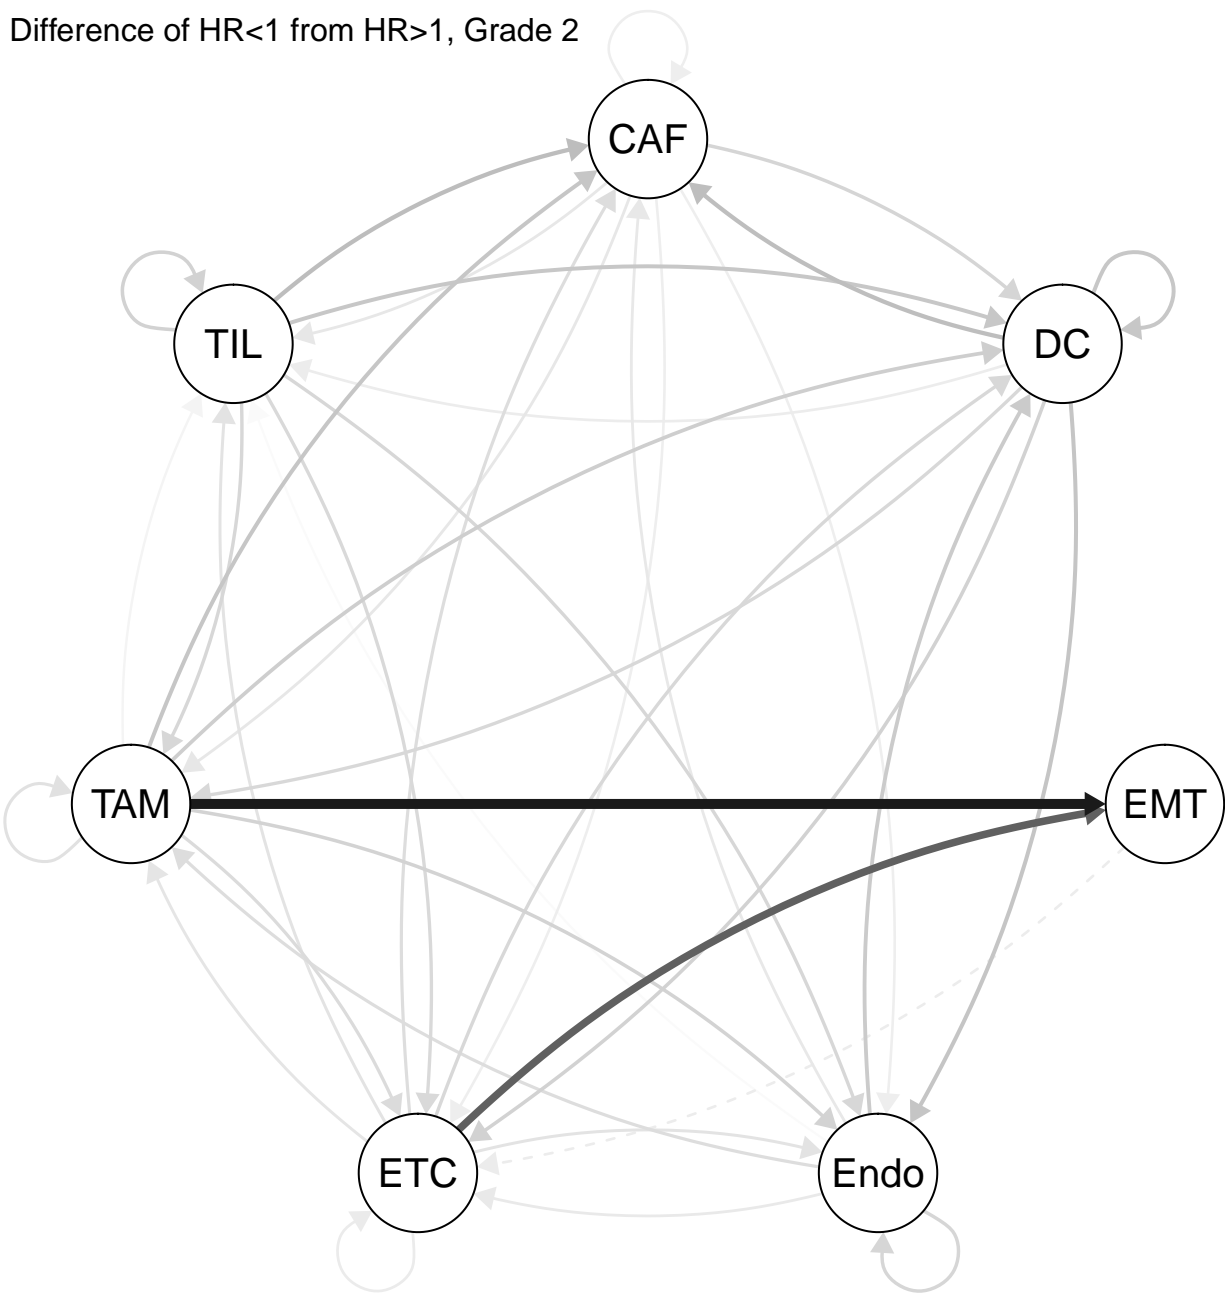 Difference of HR<1 from HR>1, Grade 2
CAF
TIL
DC
TAM
EMT
ETC
Endo